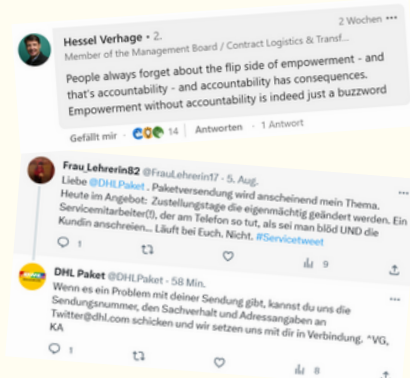 Hessel Verhage • 2.
2 Wochen •••
Member of the Management Board / Contract Logistics & Transf...
People always forget about the flip side of empowerment - and
that's accountability - and accountability has consequences.
Empowerment without accountability is indeed just a buzzword
Gefällt mir · 14 | Antworten · 1 Antwort
Frau_Lehrerin82 @FrauLehrerin17 · 5. Aug.
Liebe @DHLPaket . Paketversendung wird anscheinend mein Thema.
Heute im Angebot: Zustellungstage die eigenmächtig geändert werden. Ein
Servicemitarbeiter(!), der am Telefon so tut, als sei man blöd UND die
Kundin anschreien... Läuft bei Euch. Nicht. #Servicetweet
1 9
DHL Paket @DHLPaket · 58 Min.
Wenn es ein Problem mit deiner Sendung gibt, kannst du uns die
Sendungsnummer, den Sachverhalt und Adressangaben an
Twitter@dhl.com schicken und wir setzen uns mit dir in Verbindung. ^VG,
KA
1 8